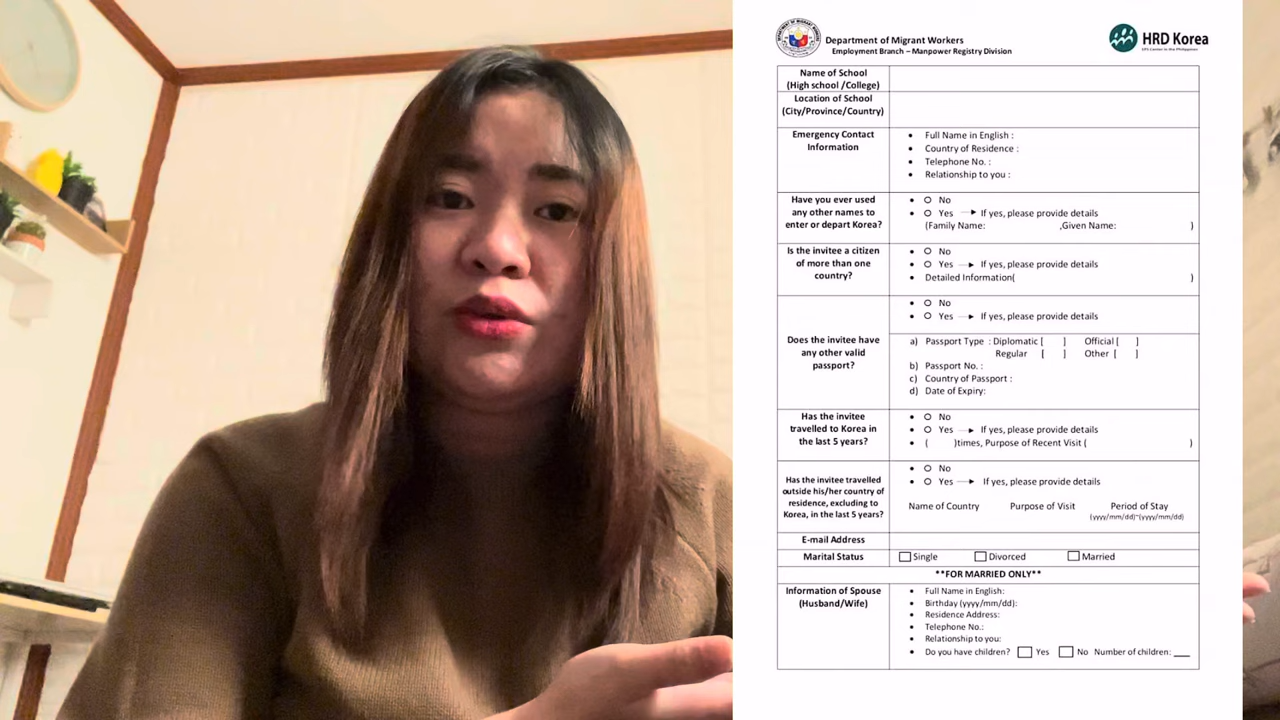 Department of Migrant Workers
Employment Branch – Manpower Registry Division
HRD Korea
Name of School
(High school /College)
Location of School
(City/Province/Country)
Emergency Contact
Information
• Full Name in English :
• Country of Residence :
• Telephone No. :
• Relationship to you :
Have you ever used
any other names to
enter or depart Korea?
• O No
• O Yes → If yes, please provide details
(Family Name: ,Given Name: )
Is the invitee a citizen
of more than one
country?
• O No
• O Yes → If yes, please provide details
• Detailed Information( )
Does the invitee have
any other valid
passport?
• O No
• O Yes → If yes, please provide details
a) Passport Type : Diplomatic [ ] Official [ ]
Regular [ ] Other [ ]
b) Passport No. :
c) Country of Passport :
d) Date of Expiry:
Has the invitee
travelled to Korea in
the last 5 years?
• O No
• O Yes → If yes, please provide details
• ( )times, Purpose of Recent Visit ( )
Has the invitee travelled
outside his/her country of
residence, excluding to
Korea, in the last 5 years?
• O No
• O Yes → If yes, please provide details
Name of Country Purpose of Visit Period of Stay
(yyyy/mm/dd)~(yyyy/mm/dd)
E-mail Address
Marital Status
Single Divorced Married
**FOR MARRIED ONLY**
Information of Spouse
(Husband/Wife)
• Full Name in English:
• Birthday (yyyy/mm/dd):
• Residence Address:
• Telephone No.:
• Relationship to you:
• Do you have children? Yes No Number of children: ___